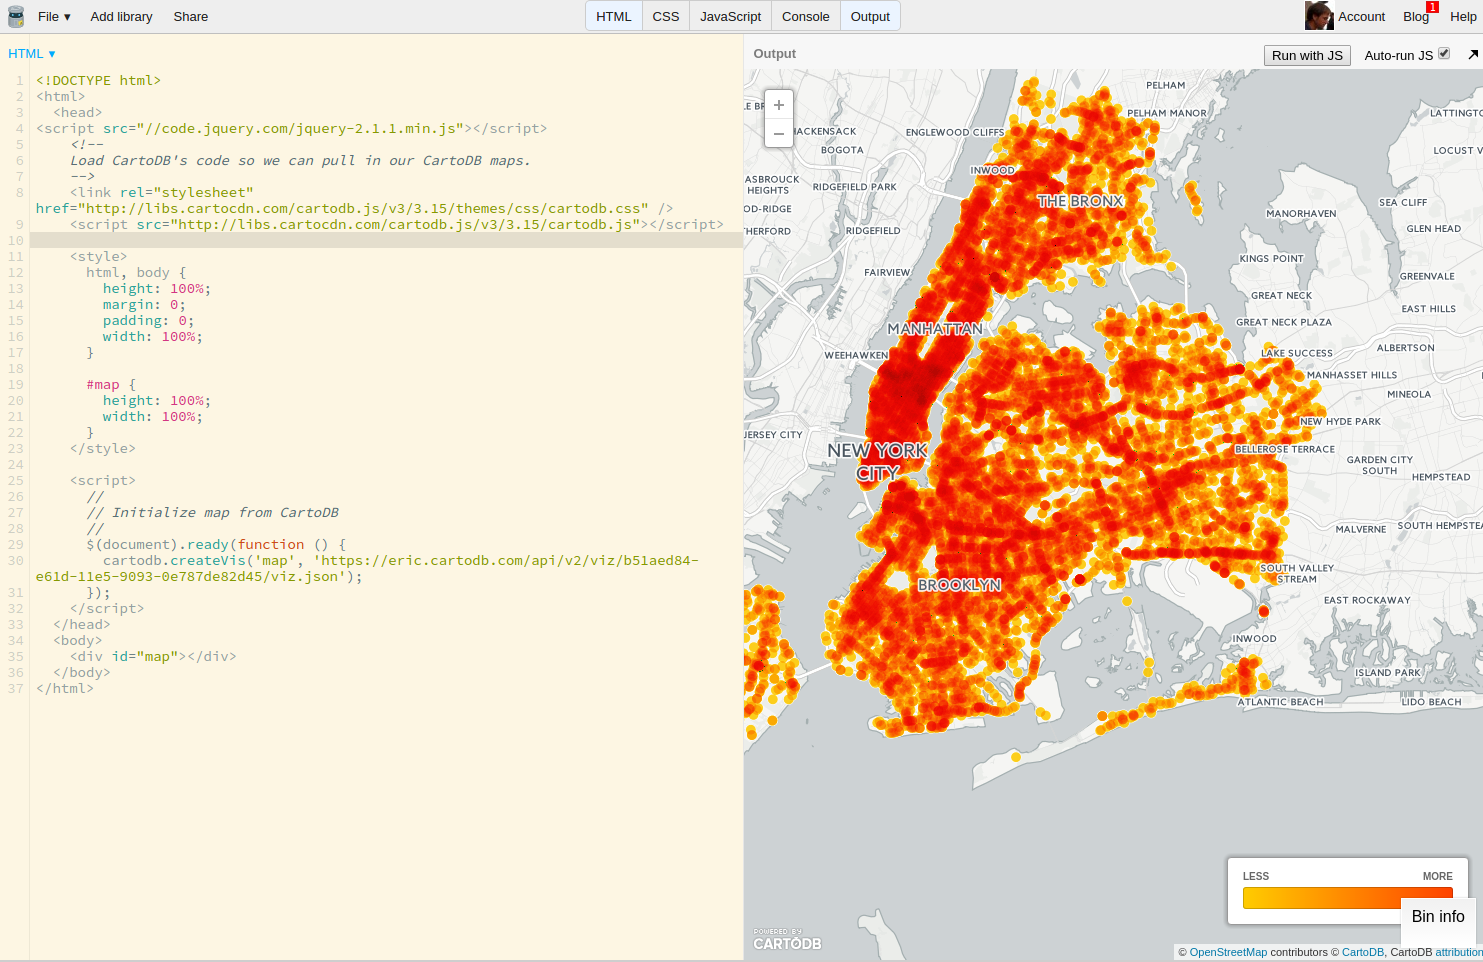 File ▾ Add library Share HTML CSS JavaScript Console Output Account Blog 1 Help
HTML ▼
1 <!DOCTYPE html>
2 <html>
3 <head>
4 <script src="//code.jquery.com/jquery-2.1.1.min.js"></script>
5 <!--
6 Load CartoDB's code so we can pull in our CartoDB maps.
7 -->
8 <link rel="stylesheet"
href="http://libs.cartocdn.com/cartodb.js/v3/3.15/themes/css/cartodb.css" />
9 <script src="http://libs.cartocdn.com/cartodb.js/v3/3.15/cartodb.js"></script>
10
11 <style>
12 html, body {
13 height: 100%;
14 margin: 0;
15 padding: 0;
16 width: 100%;
17 }
18
19 #map {
20 height: 100%;
21 width: 100%;
22 }
23 </style>
24
25 <script>
26 //
27 // Initialize map from CartoDB
28 //
29 $(document).ready(function () {
30 cartodb.createVis('map', 'https://eric.cartodb.com/api/v2/viz/b51aed84-
e61d-11e5-9093-0e787de82d45/viz.json');
31 });
32 </script>
33 </head>
34 <body>
35 <div id="map"></div>
36 </body>
37 </html>
Output
Run with JS Auto-run JS
+
−
PELHAM
LE BR
PELHAM MANOR
LATTINGTO
HACKENSACK
ENGLEWOOD CLIFFS
BOGOTA
LOCUST V
INWOOD
ASBROUCK
HEIGHTS
RIDGEFIELD PARK
THE BRONX
SEA CLIFF
OD-RIDGE
MANORHAVEN
HERFORD
RIDGEFIELD
GLEN HEAD
KINGS POINT
FAIRVIEW
GREENVALE
GREAT NECK
EAST HILLS
GREAT NECK PLAZA
MANHATTAN
ALBERTSON
WEEHAWKEN
LAKE SUCCESS
MANHASSET HILLS
MINEOLA
NEW HYDE PARK
JERSEY CITY
NEW YORK
CITY
BELLEROSE TERRACE
GARDEN CITY
SOUTH
HEMPSTEAD
MALVERNE
SOUTH HEMPSTEA
SOUTH VALLEY
STREAM
BROOKLYN
EAST ROCKAWAY
INWOOD
ISLAND PARK
ATLANTIC BEACH
LIDO BEACH
LESS MORE
Bin info
POWERED BY
CARTODB
© OpenStreetMap contributors © CartoDB, CartoDB attribution